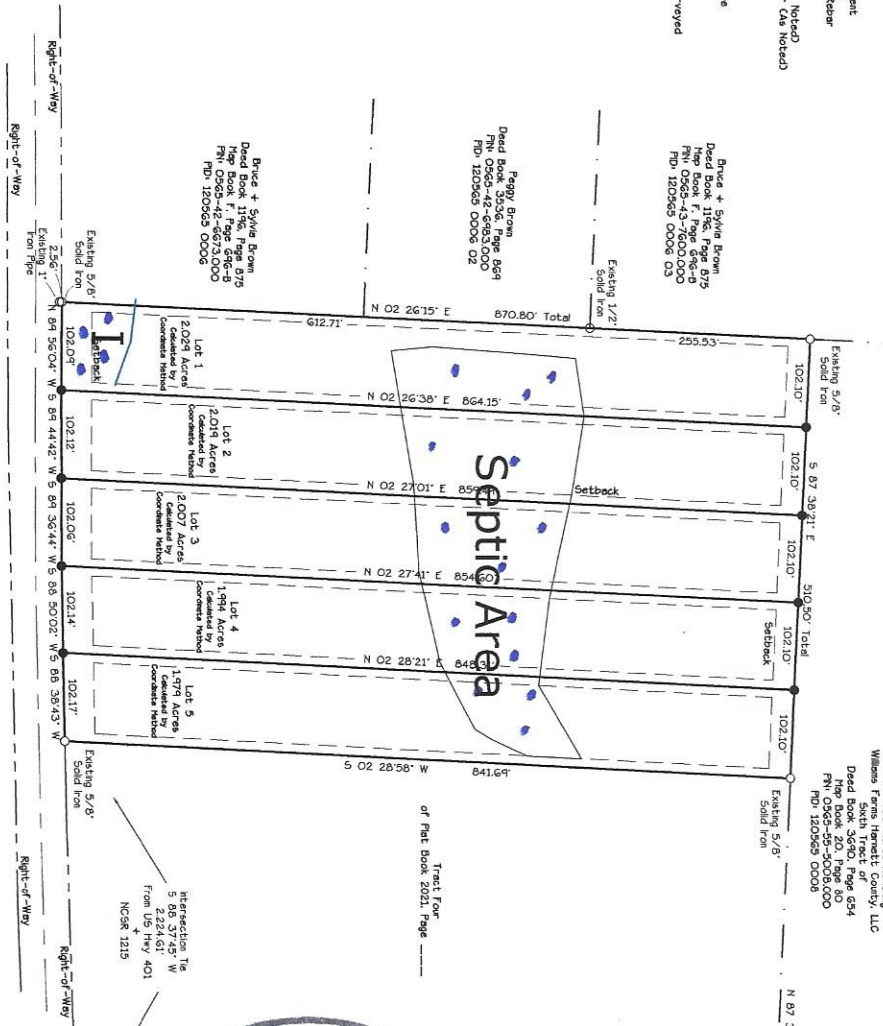 ent
Rebar
Noted)
(As Noted)
e
veyed
Bruce + Sylvia Brown
Deed Book 1196, Page 875
Map Book F, Page 696-B
PIN: 0565-43-7600.000
PID: 120565 0006 03
Peggy Brown
Deed Book 3536, Page 869
PIN: 0565-42-6983.000
PID: 120565 0006 02
Bruce + Sylvia Brown
Deed Book 1196, Page 875
Map Book F, Page 696-B
PIN: 0565-42-6673.000
PID: 120565 0006
Williams Farms Harnett County, LLC
Sixth Tract of
Deed Book 3690, Page 654
Map Book 20, Page 80
PIN: 0565-55-5008.000
PID: 120565 0008
N 87
Existing 5/8"
Solid Iron
S 87 38'21" E
510.50' Total
102.10'
102.10'
102.10'
102.10'
102.10'
Existing 5/8"
Solid Iron
Existing 1/2"
Solid Iron
N 02 26'15" E
870.80' Total
612.71'
255.53'
N 02 26'38" E 864.15'
N 02 27'01" E 859
N 02 27'41" E 854.60'
N 02 28'21" E 848.3
S 02 28'58" W
841.69'
Setback
Setback
Setback
Septic Area
I
Lot 1
2.029 Acres
Calculated by
Coordinate Method
Lot 2
2.019 Acres
Calculated by
Coordinate Method
Lot 3
2.007 Acres
Calculated by
Coordinate Method
Lot 4
1.994 Acres
Calculated by
Coordinate Method
Lot 5
1.979 Acres
Calculated by
Coordinate Method
Existing 5/8"
Solid Iron
2.56'
Existing 1"
Iron Pipe
N 89 56'04" W
102.09'
S 89 44'42" W
102.12'
S 89 36'44" W
102.06'
S 88 50'02" W
102.14'
S 88 38'43" W
102.17'
Existing 5/8"
Solid Iron
Right-of-Way
Right-of-Way
Right-of-Way
Right-of-Way
Tract Four
of Plat Book 2021, Page
Intersection Tie
S 88 37'45" W
2,224.61'
From US Hwy 401
+
NCSR 1215